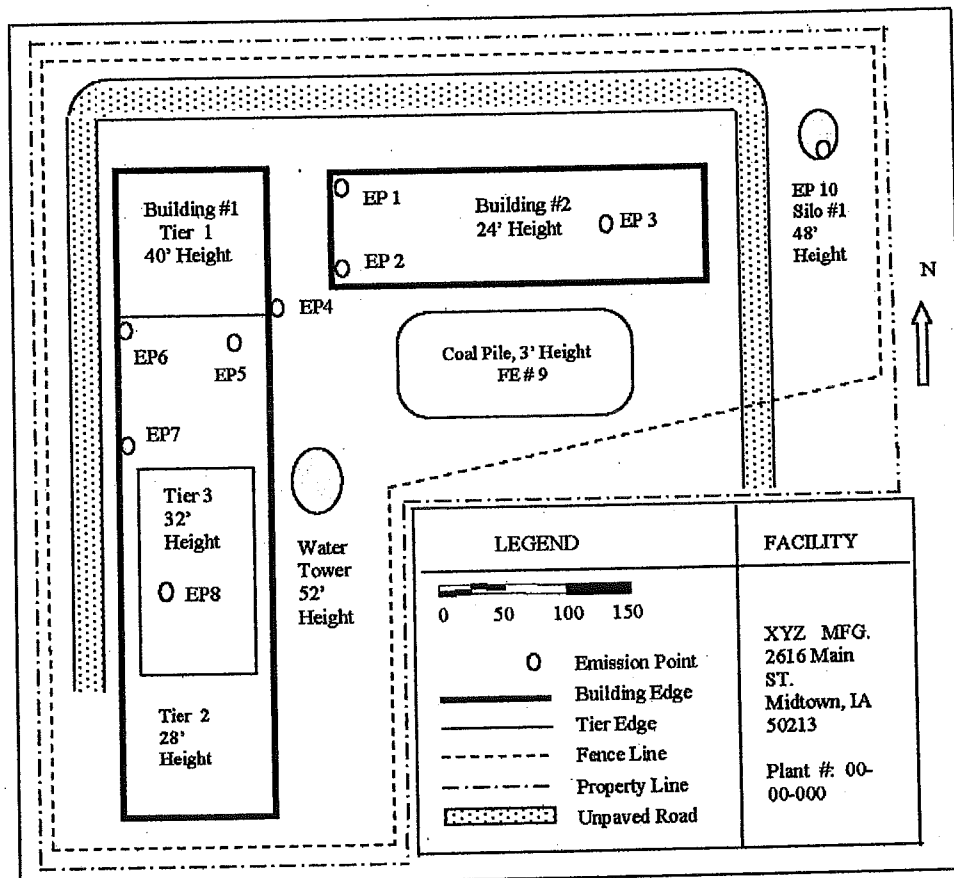 Building #1
Tier 1
40' Height
EP 1
EP 2
Building #2
24' Height
EP 3
EP 10
Silo #1
48'
Height
N
EP4
EP6
EP5
Coal Pile, 3' Height
FE # 9
EP7
Tier 3
32'
Height
EP8
Water
Tower
52'
Height
Tier 2
28'
Height
LEGEND
0 50 100 150
Emission Point
Building Edge
Tier Edge
Fence Line
Property Line
Unpaved Road
FACILITY
XYZ MFG.
2616 Main
ST.
Midtown, IA
50213
Plant #: 00-
00-000